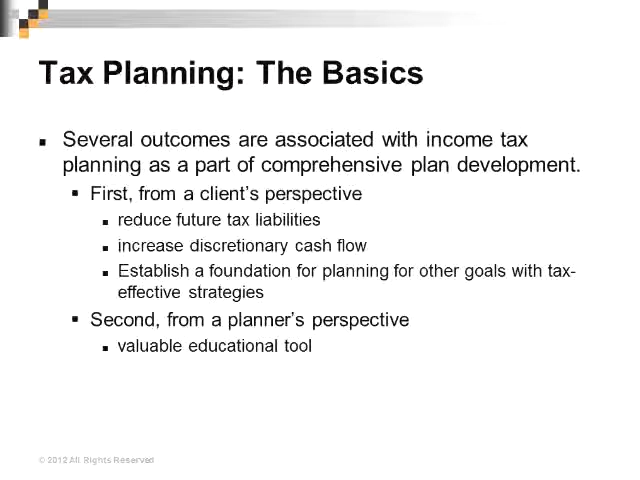 Tax Planning: The Basics
Several outcomes are associated with income tax
planning as a part of comprehensive plan development.
First, from a client's perspective
reduce future tax liabilities
increase discretionary cash flow
Establish a foundation for planning for other goals with tax-
effective strategies
Second, from a planner's perspective
valuable educational tool
© 2012 All Rights Reserved